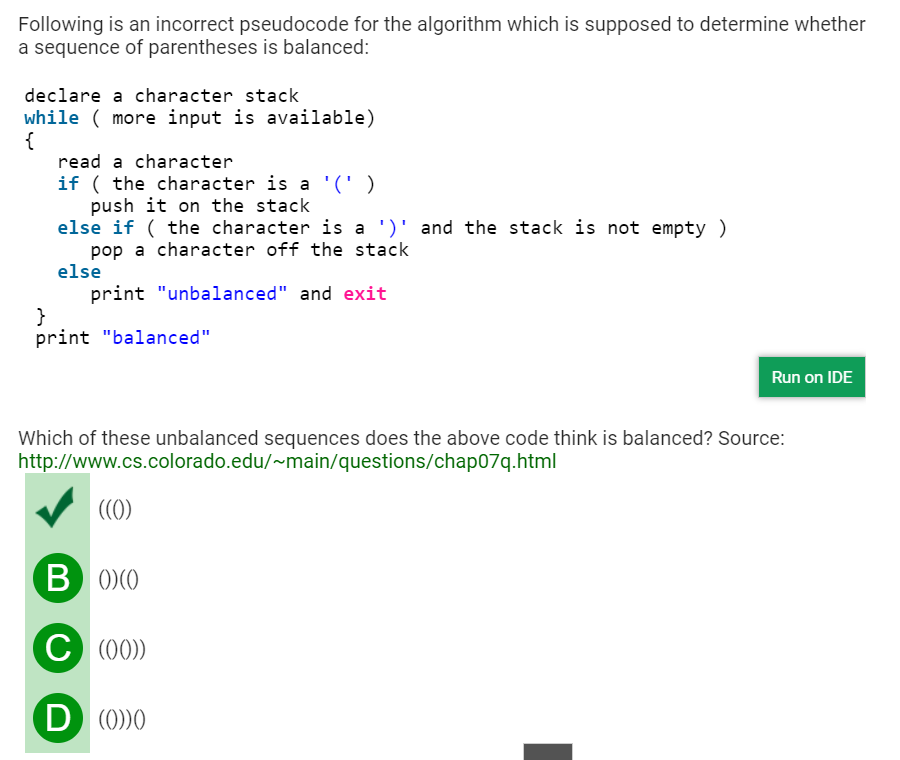 Following is an incorrect pseudocode for the algorithm which is supposed to determine whether
a sequence of parentheses is balanced:
declare a character stack
while ( more input is available)
{
   read a character
   if ( the character is a '(' )
      push it on the stack
   else if ( the character is a ')' and the stack is not empty )
      pop a character off the stack
   else
      print "unbalanced" and exit
 }
 print "balanced"
Run on IDE
Which of these unbalanced sequences does the above code think is balanced? Source:
http://www.cs.colorado.edu/~main/questions/chap07q.html
((())
B ())(()
C (()()))
D (()))()